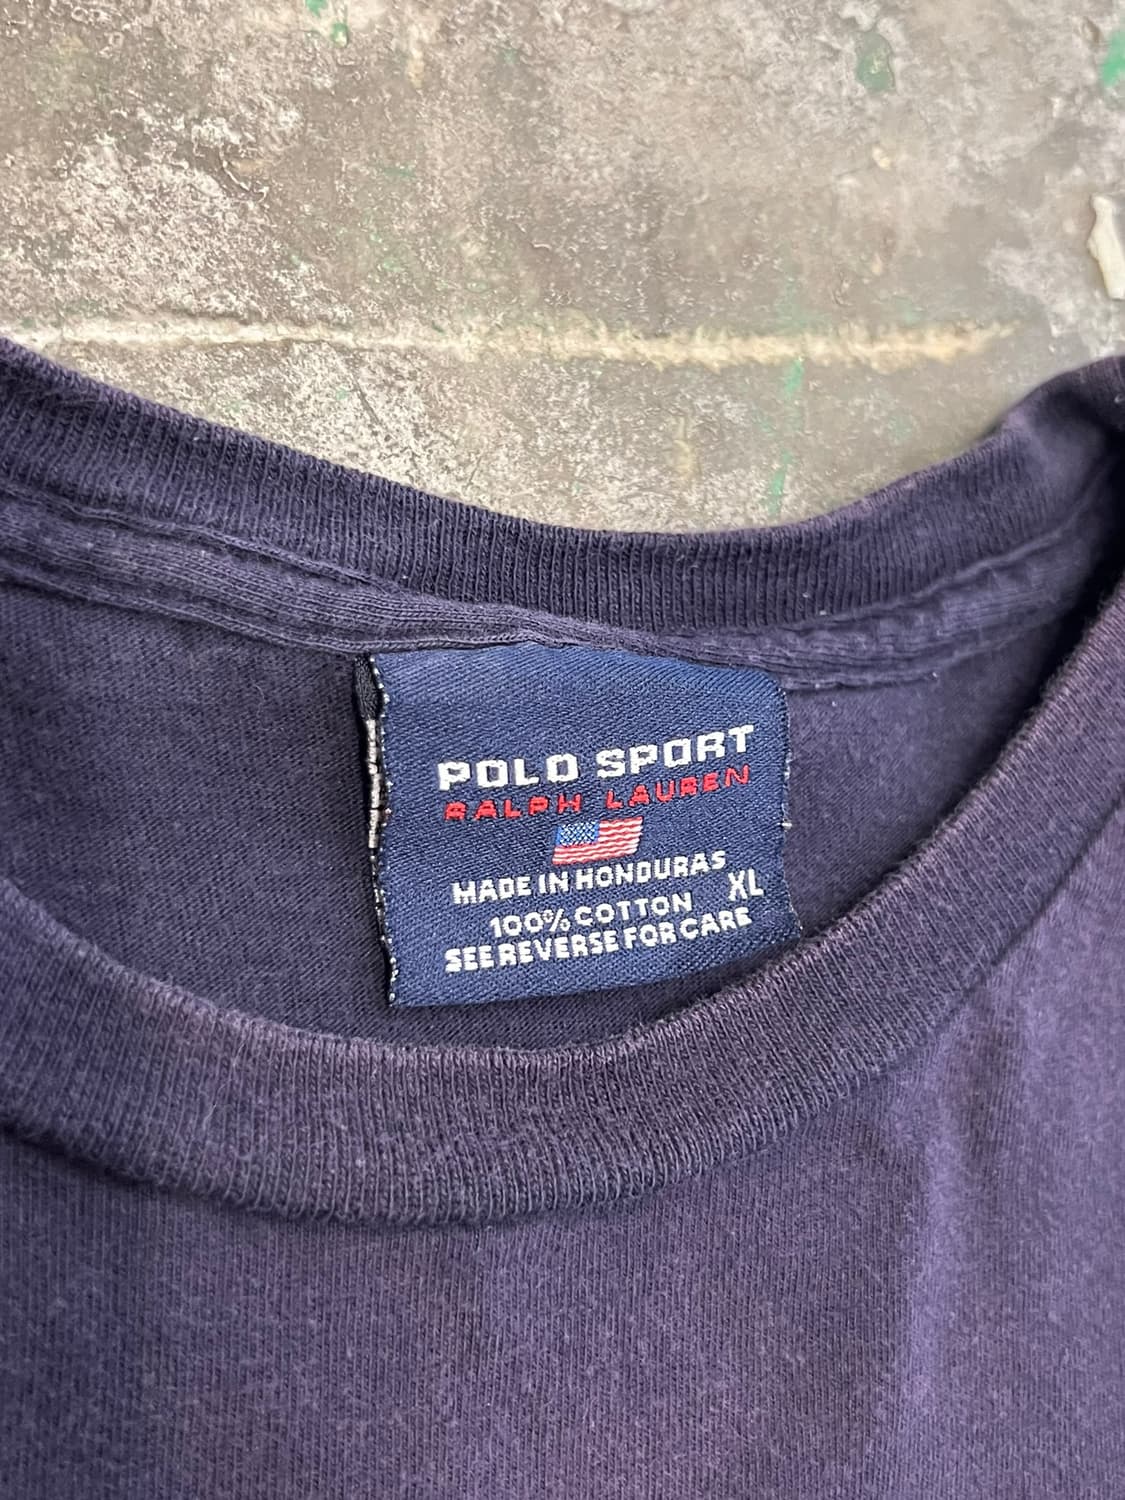 POLO SPORT
RALPH LAUREN
MADE IN HONDURAS
XL
100% COTTON
SEE REVERSE FOR CARE